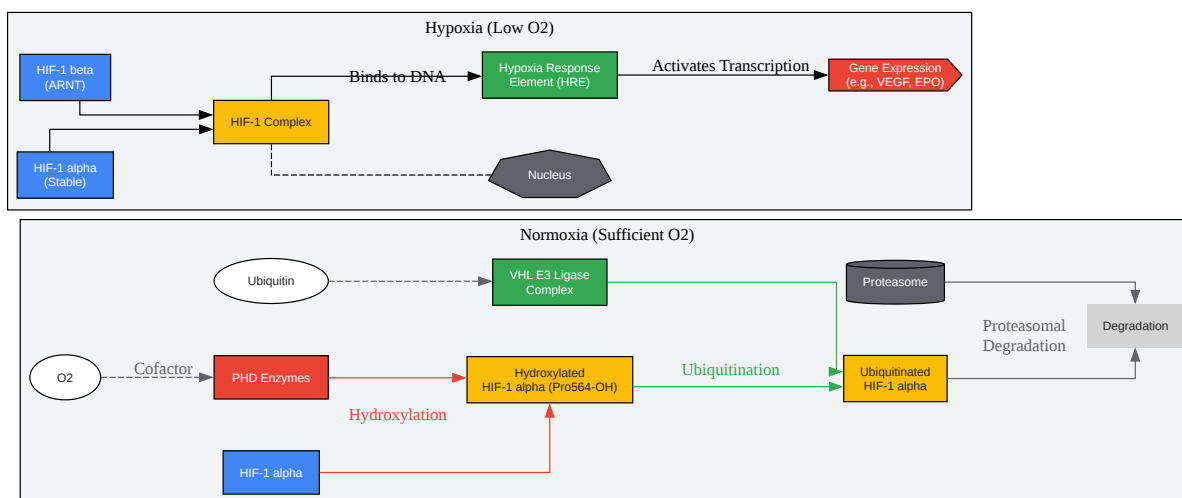 Hypoxia (Low O2)
HIF-1 beta
(ARNT)
Binds to DNA
Hypoxia Response
Element (HRE)
Activates Transcription
Gene Expression
(e.g., VEGF, EPO)
HIF-1 Complex
HIF-1 alpha
(Stable)
Nucleus
Normoxia (Sufficient O2)
Ubiquitin
VHL E3 Ligase
Complex
Proteasome
Proteasomal
Degradation
Degradation
O2
Cofactor
PHD Enzymes
Hydroxylation
Hydroxylated
HIF-1 alpha (Pro564-OH)
Ubiquitination
Ubiquitinated
HIF-1 alpha
HIF-1 alpha